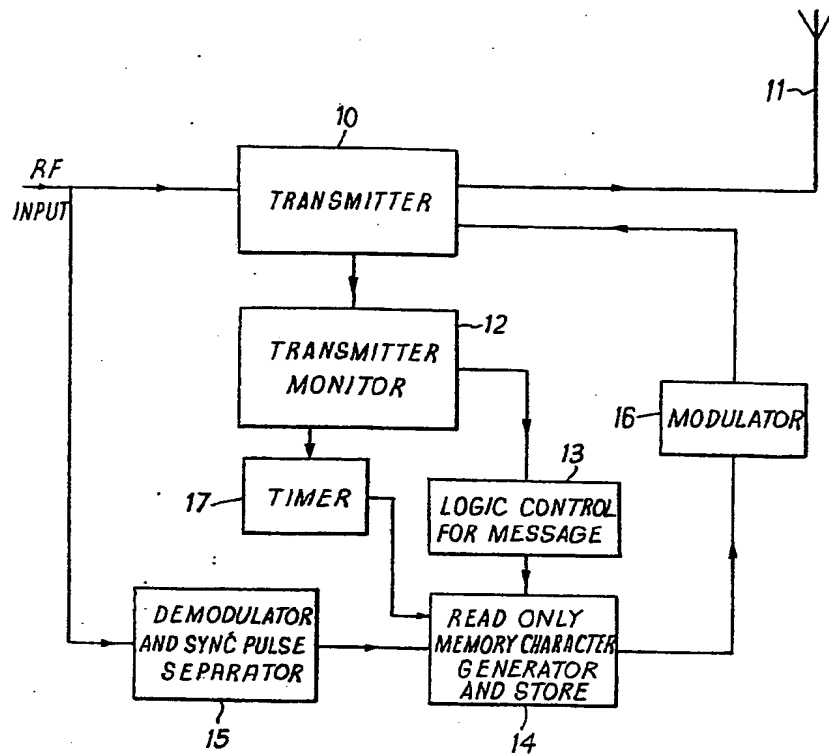 11
10
RF
INPUT
TRANSMITTER
12
TRANSMITTER
MONITOR
16
MODULATOR
13
17
TIMER
LOGIC CONTROL
FOR MESSAGE
DEMODULATOR
AND SYNC PULSE
SEPARATOR
READ ONLY
MEMORY CHARACTER
GENERATOR
AND STORE
15
14